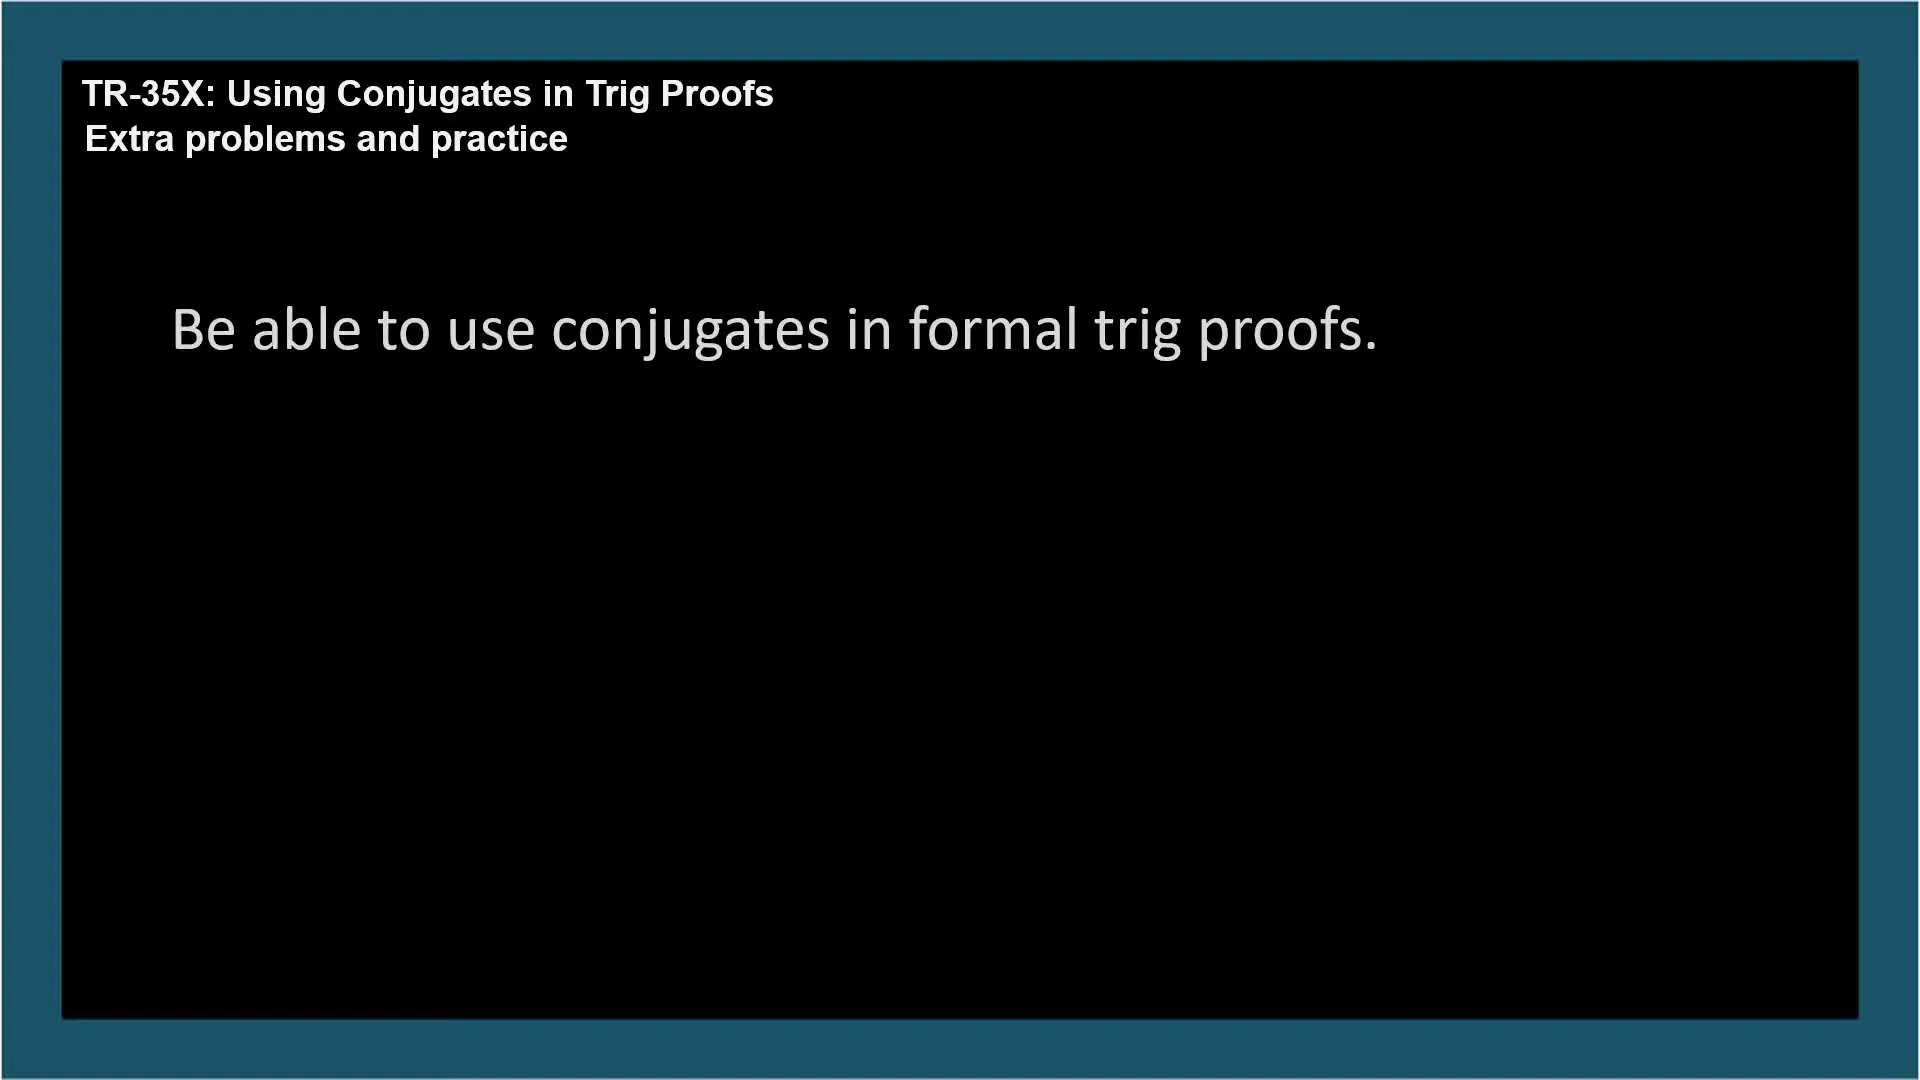 TR-35X: Using Conjugates in Trig Proofs
Extra problems and practice
Be able to use conjugates in formal trig proofs.